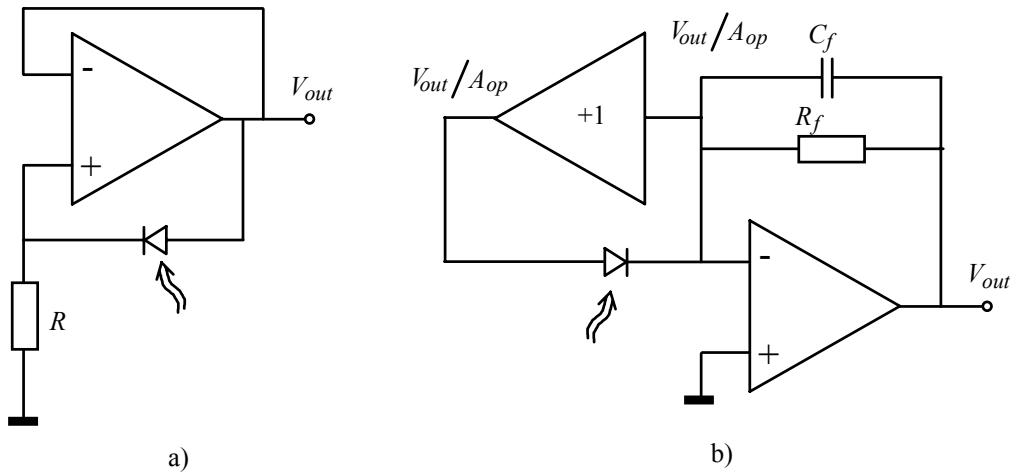 -
+
V_out
R
a)
V_out/A_op
V_out/A_op
+1
C_f
R_f
-
+
V_out
b)